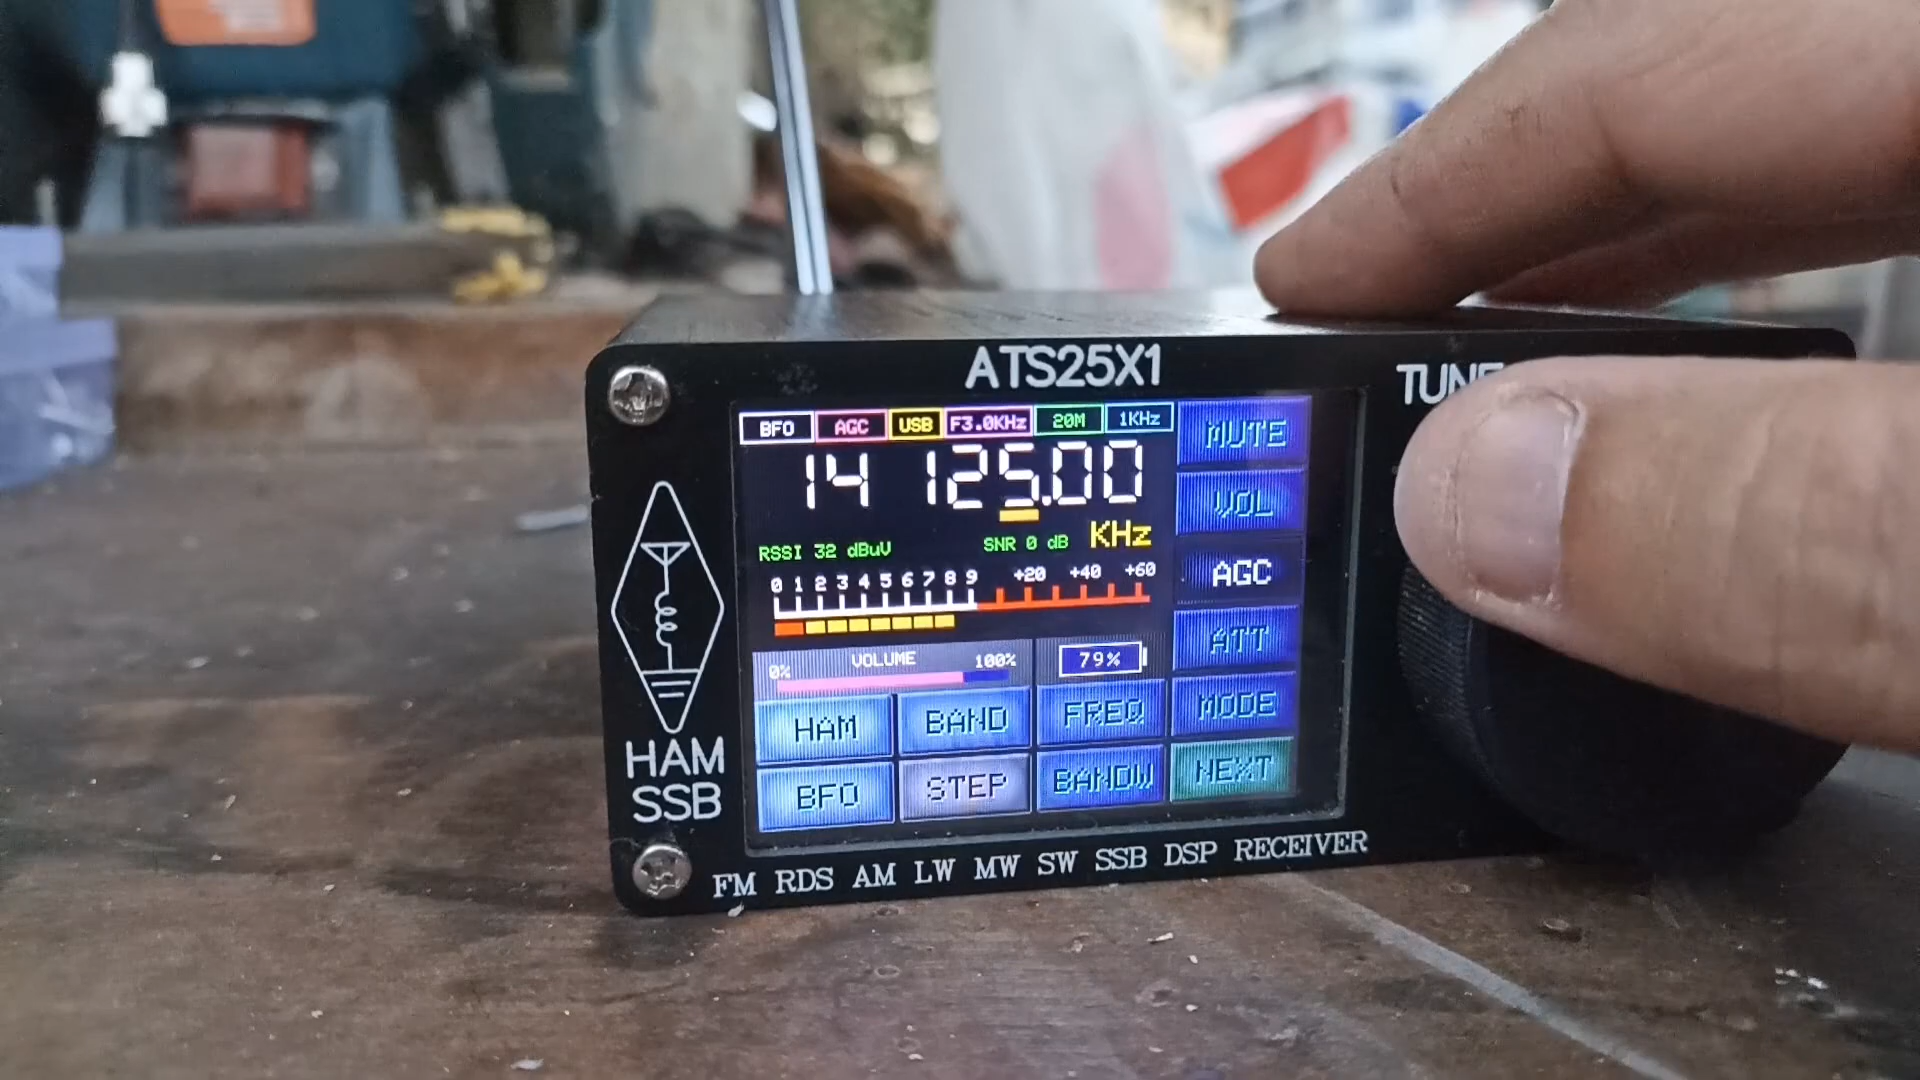 ATS25X1
TUNE
BFO AGC USB F3.0KHz 20M 1KHz
14 125.00
KHz
RSSI 32 dBuV SNR 0 dB
0 1 2 3 4 5 6 7 8 9 +20 +40 +60
0% VOLUME 100%
79%
MUTE
VOL
AGC
ATT
MODE
NEXT
HAM BAND FREQ
BFO STEP BANDW
HAM
SSB
FM RDS AM LW MW SW SSB DSP RECEIVER